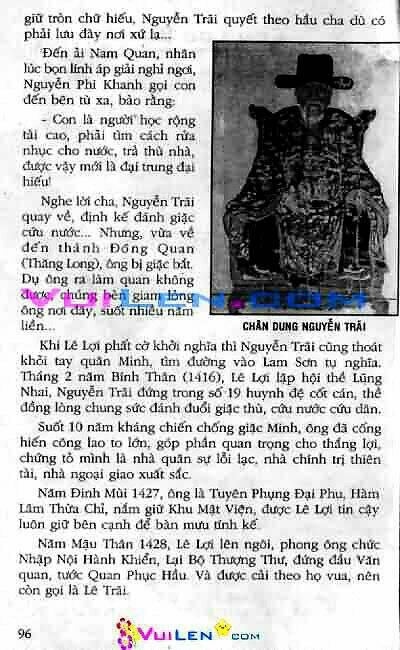 giữ tròn chữ hiếu, Nguyễn Trãi quyết theo hầu cha dù có
phải lưu đày nơi xứ lạ...
Đến ải Nam Quan, nhân
lúc bọn lính áp giải nghỉ ngơi,
Nguyễn Phi Khanh gọi con
đến bên tù xa, bảo rằng:
- Con là người học rộng
tài cao, phải tìm cách rửa
nhục cho nước, trả thù nhà,
được vậy mới là đại trung đại
hiếu!
Nghe lời cha, Nguyễn Trãi
quay về, định kế đánh giặc
cứu nước... Nhưng, vừa về
đến thành Đông Quan
(Thăng Long), ông bị giặc bắt.
Dụ ông ra làm quan không
được, chúng bèn giam lỏng
ông nơi đây, suốt nhiều năm
liền...
VUILEN.COM
CHÂN DUNG NGUYỄN TRÃI
Khi Lê Lợi phất cờ khởi nghĩa thì Nguyễn Trãi cũng thoát
khỏi tay quân Minh, tìm đường vào Lam Sơn tụ nghĩa.
Tháng 2 năm Bính Thân (1416), Lê Lợi lập hội thề Lũng
Nhai, Nguyễn Trãi đứng trong số 19 huynh đệ cốt cán, thề
đồng lòng chung sức đánh đuổi giặc thù, cứu nước cứu dân.
Suốt 10 năm kháng chiến chống giặc Minh, ông đã cống
hiến công lao to lớn, góp phần quan trọng cho thắng lợi,
chứng tỏ mình là nhà quân sự lỗi lạc, nhà chính trị thiên
tài, nhà ngoại giao xuất sắc.
Năm Đinh Mùi 1427, ông là Tuyên Phụng Đại Phu, Hàm
Lâm Thừa Chỉ, nắm giữ Khu Mật Viện, được Lê Lợi tin cậy
luôn giữ bên cạnh để bàn mưu tính kế.
Năm Mậu Thân 1428, Lê Lợi lên ngôi, phong ông chức
Nhập Nội Hành Khiển, Lại Bộ Thượng Thư, đứng đầu Văn
quan, tước Quan Phục Hầu. Và được cải theo họ vua, nên
còn gọi là Lê Trãi.
96
VUILEN.COM